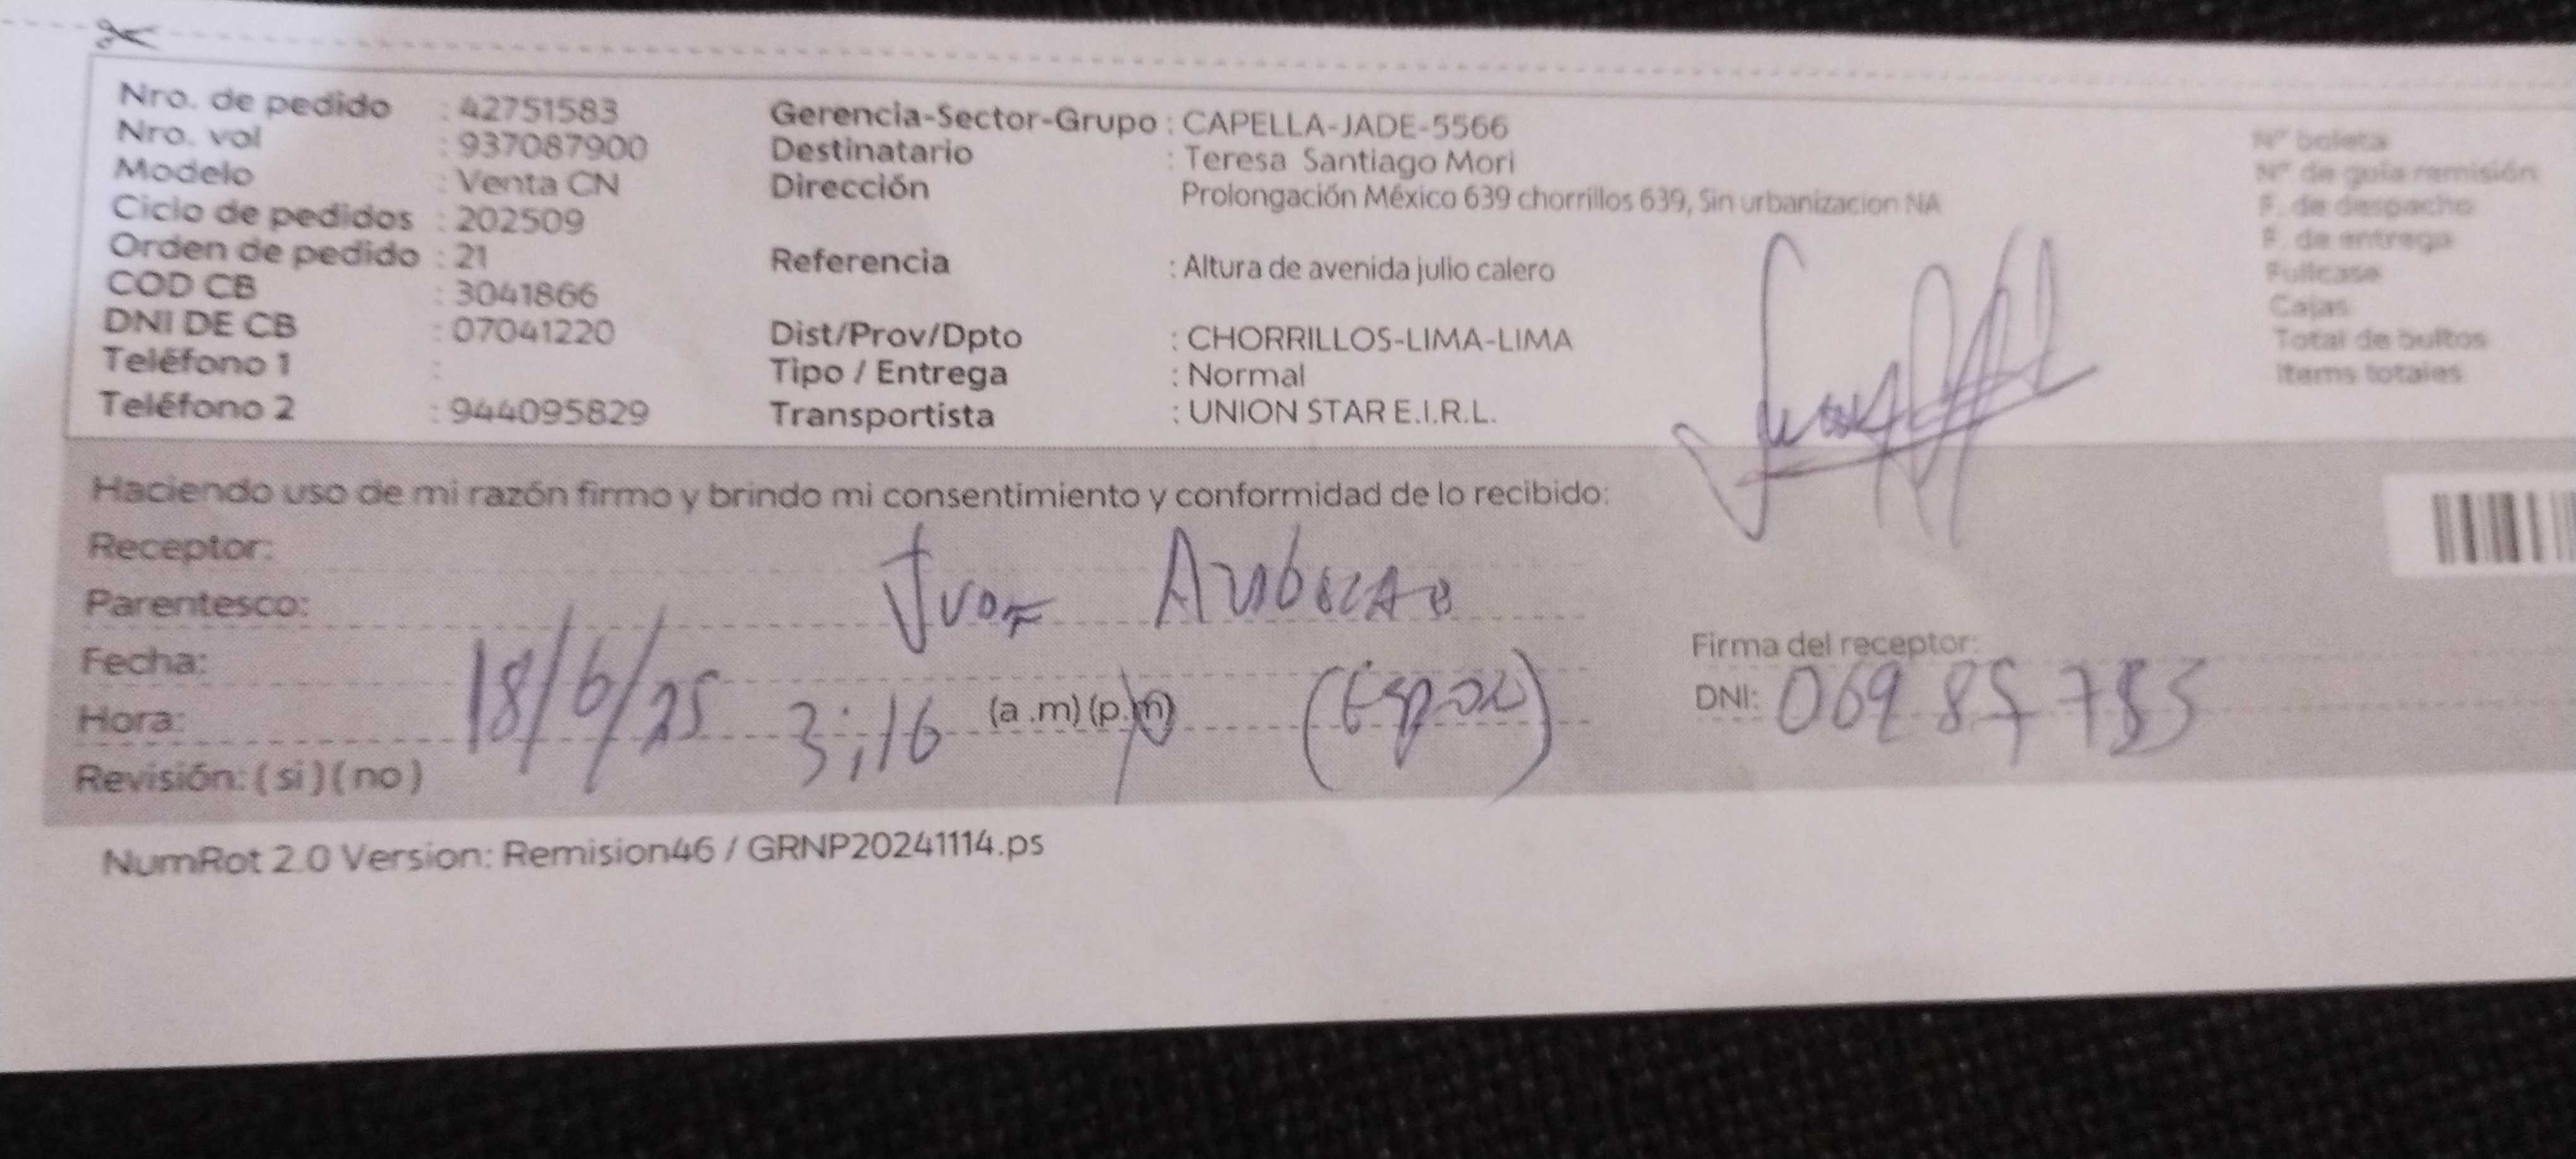 Nro. de pedido : 42751583
Nro. vol : 937087900
Modelo : Venta CN
Ciclo de pedidos : 202509
Orden de pedido : 21
COD CB : 3041866
DNI DE CB : 07041220
Teléfono 1 :
Teléfono 2 : 944095829
Gerencia-Sector-Grupo : CAPELLA-JADE-5566
Destinatario : Teresa Santiago Mori
Dirección Prolongación México 639 chorrillos 639, Sin urbanizacion NA
Referencia : Altura de avenida julio calero
Dist/Prov/Dpto : CHORRILLOS-LIMA-LIMA
Tipo / Entrega : Normal
Transportista : UNION STAR E.I.R.L.
N° boleta
N° de guía remisión
F. de despacho
F. de entrega
Fullcase
Cajas
Total de bultos
Items totales
Haciendo uso de mi razón firmo y brindo mi consentimiento y conformidad de lo recibido:
Receptor:
Parentesco:
Fecha: 18/6/25
Hora: 3:16 (a.m) (p.m)
Revisión: ( si ) ( no )
Firma del receptor:
DNI:
NumRot 2.0 Version: Remision46 / GRNP20241114.ps